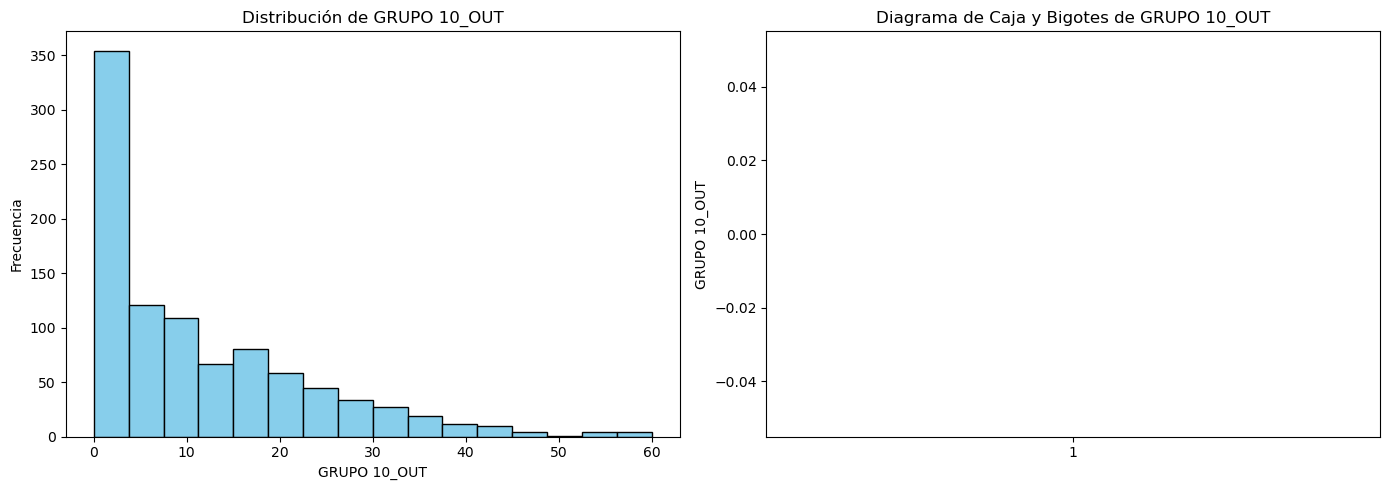 Distribución de GRUPO 10_OUT
350
300
250
200
150
100
50
0
Frecuencia
0 10 20 30 40 50 60
GRUPO 10_OUT
Diagrama de Caja y Bigotes de GRUPO 10_OUT
0.04
0.02
0.00
−0.02
−0.04
GRUPO 10_OUT
1